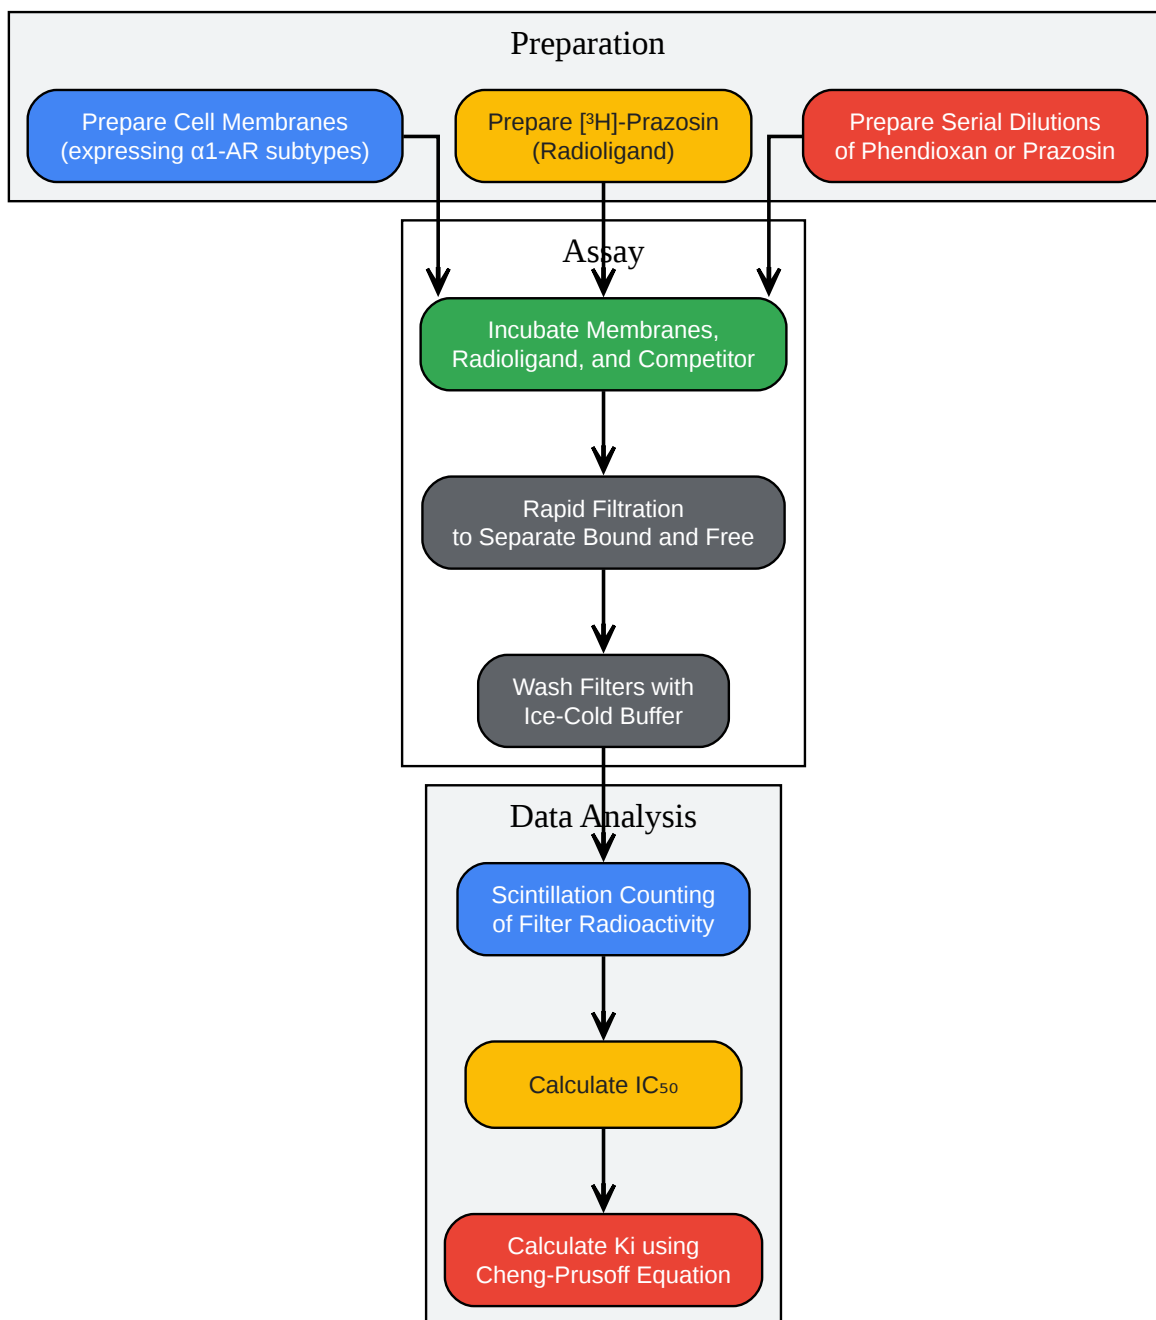 Preparation
Prepare Cell Membranes
(expressing α1-AR subtypes)
Prepare [³H]-Prazosin
(Radioligand)
Prepare Serial Dilutions
of Phendioxan or Prazosin
Assay
Incubate Membranes,
Radioligand, and Competitor
Rapid Filtration
to Separate Bound and Free
Wash Filters with
Ice-Cold Buffer
Data Analysis
Scintillation Counting
of Filter Radioactivity
Calculate IC₅₀
Calculate Ki using
Cheng-Prusoff Equation